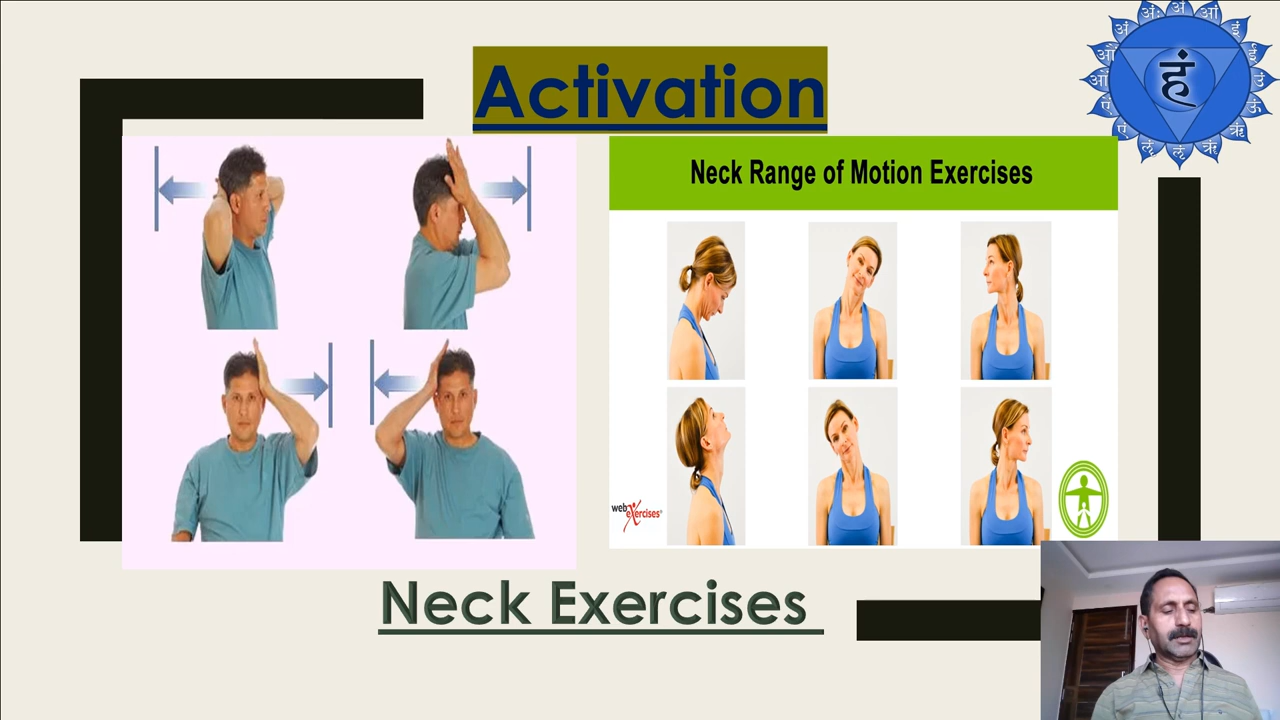 Activation
Neck Range of Motion Exercises
web
exercises®
Neck Exercises
अं अः अं आं इं ईं उं ऊं ऋं ॠं ऌं ॡं एं ऐं ओं औं
हं